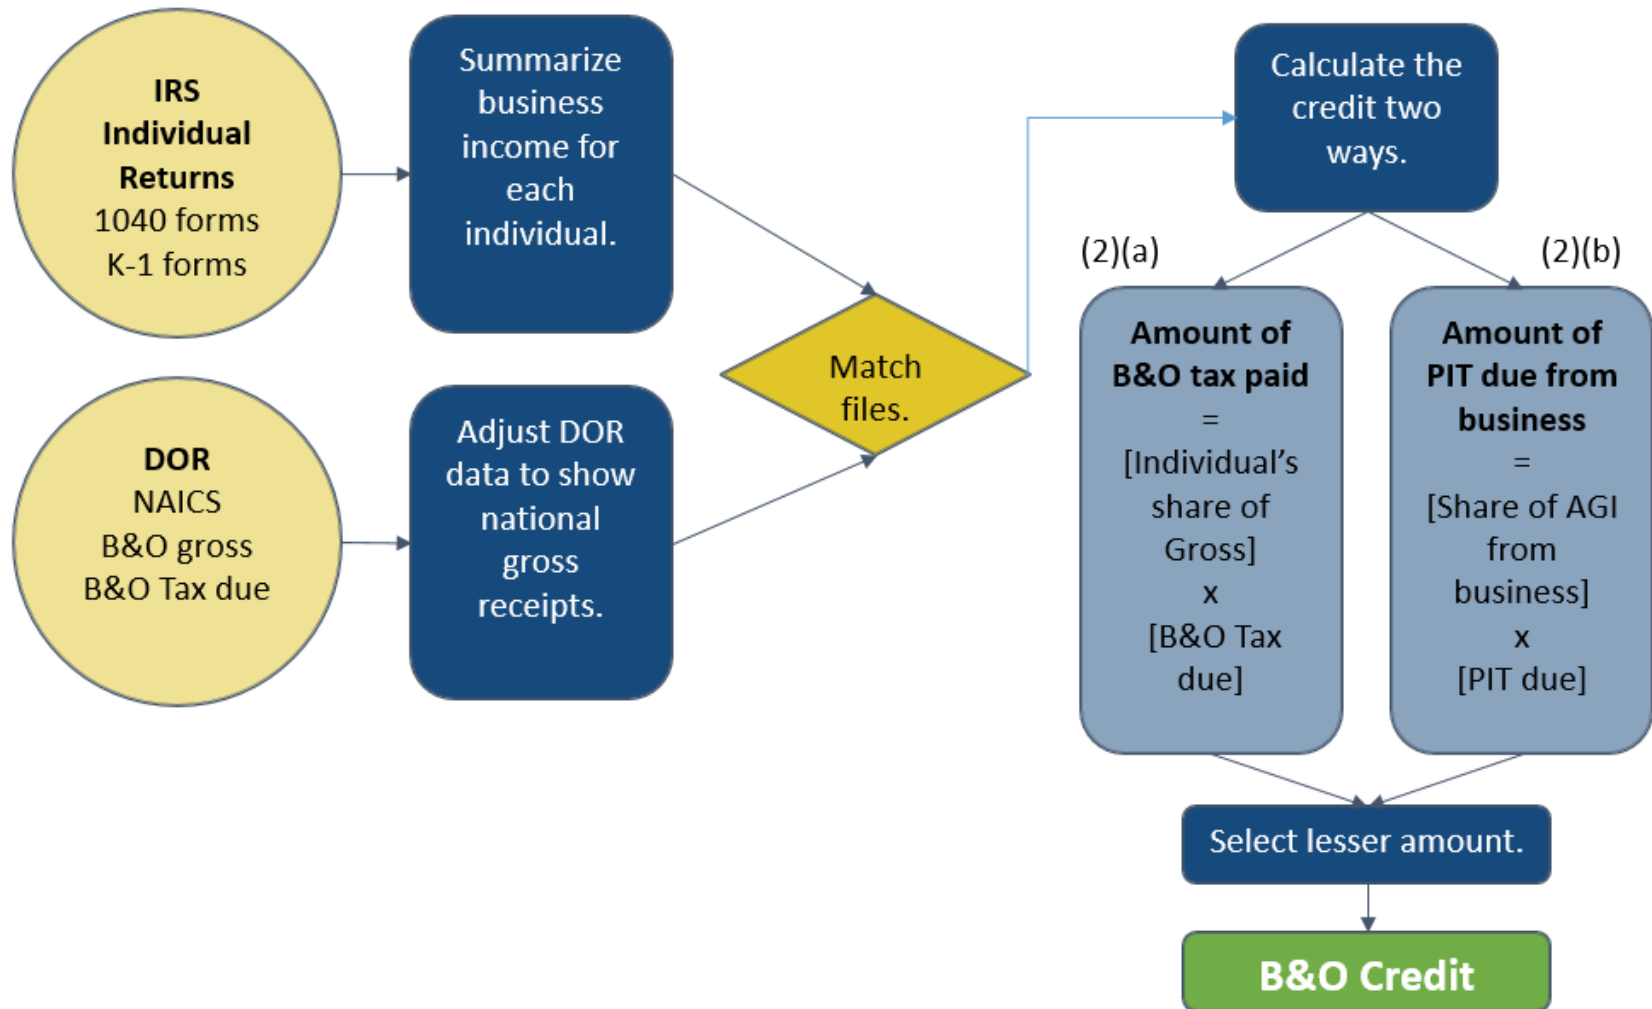 IRS
Individual
Returns
1040 forms
K-1 forms
Summarize
business
income for
each
individual.
DOR
NAICS
B&O gross
B&O Tax due
Adjust DOR
data to show
national
gross
receipts.
Match
files.
Calculate the
credit two
ways.
(2)(a)
(2)(b)
Amount of
B&O tax paid
=
[Individual's
share of
Gross]
x
[B&O Tax
due]
Amount of
PIT due from
business
=
[Share of AGI
from
business]
x
[PIT due]
Select lesser amount.
B&O Credit